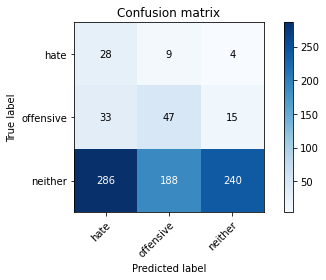 Confusion matrix
hate 28 9 4
offensive 33 47 15
neither 286 188 240
hate offensive neither
Predicted label
True label
250
200
150
100
50